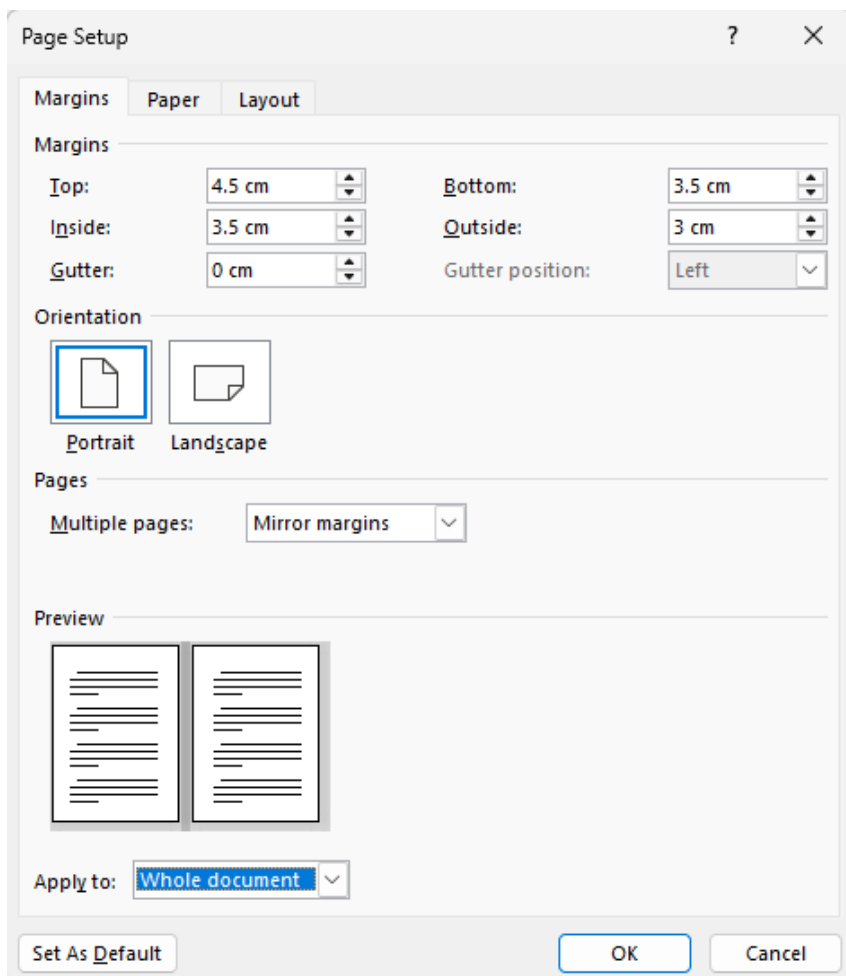 Page Setup ? ×
Margins Paper Layout
Margins
Top: 4.5 cm Bottom: 3.5 cm
Inside: 3.5 cm Outside: 3 cm
Gutter: 0 cm Gutter position: Left
Orientation
Portrait Landscape
Pages
Multiple pages: Mirror margins
Preview
Apply to: Whole document
Set As Default OK Cancel